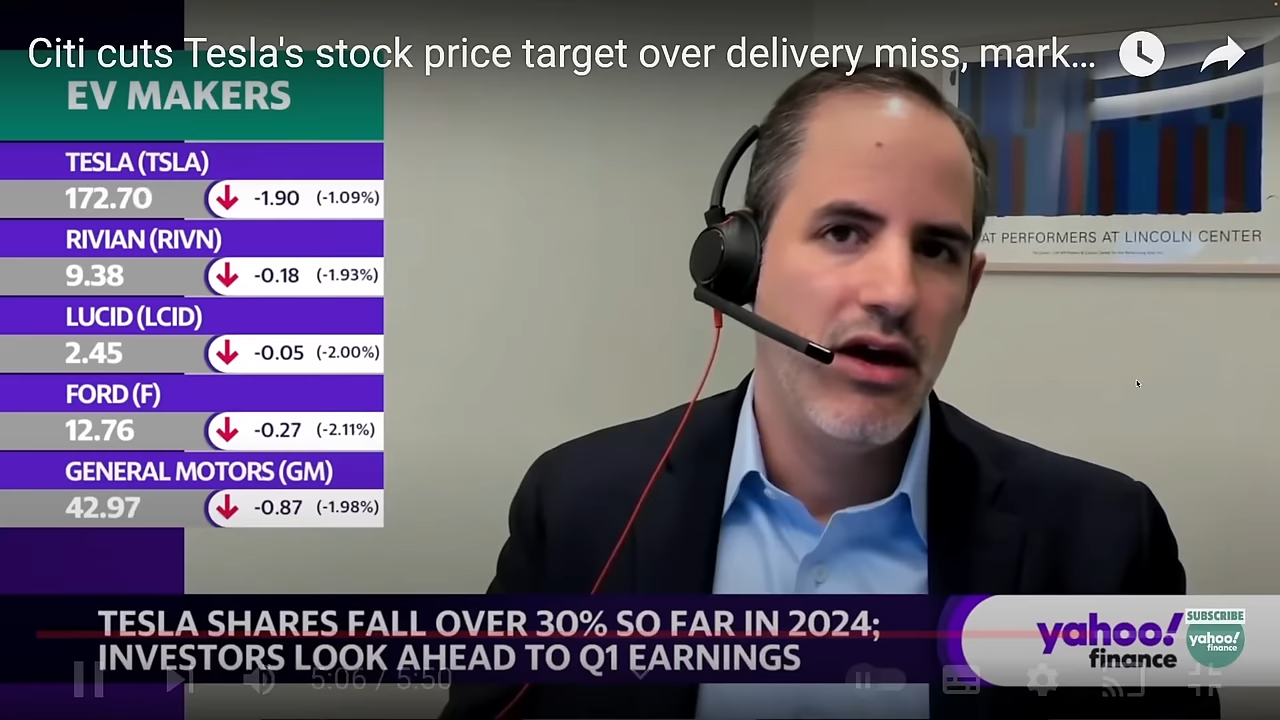 Citi cuts Tesla's stock price target over delivery miss, mark...
EV MAKERS
TESLA (TSLA)
172.70 -1.90 (-1.09%)
RIVIAN (RIVN)
9.38 -0.18 (-1.93%)
LUCID (LCID)
2.45 -0.05 (-2.00%)
FORD (F)
12.76 -0.27 (-2.11%)
GENERAL MOTORS (GM)
42.97 -0.87 (-1.98%)
AT PERFORMERS AT LINCOLN CENTER
TESLA SHARES FALL OVER 30% SO FAR IN 2024;
INVESTORS LOOK AHEAD TO Q1 EARNINGS
yahoo!
finance
SUBSCRIBE
yahoo!
finance
5:06 / 5:50